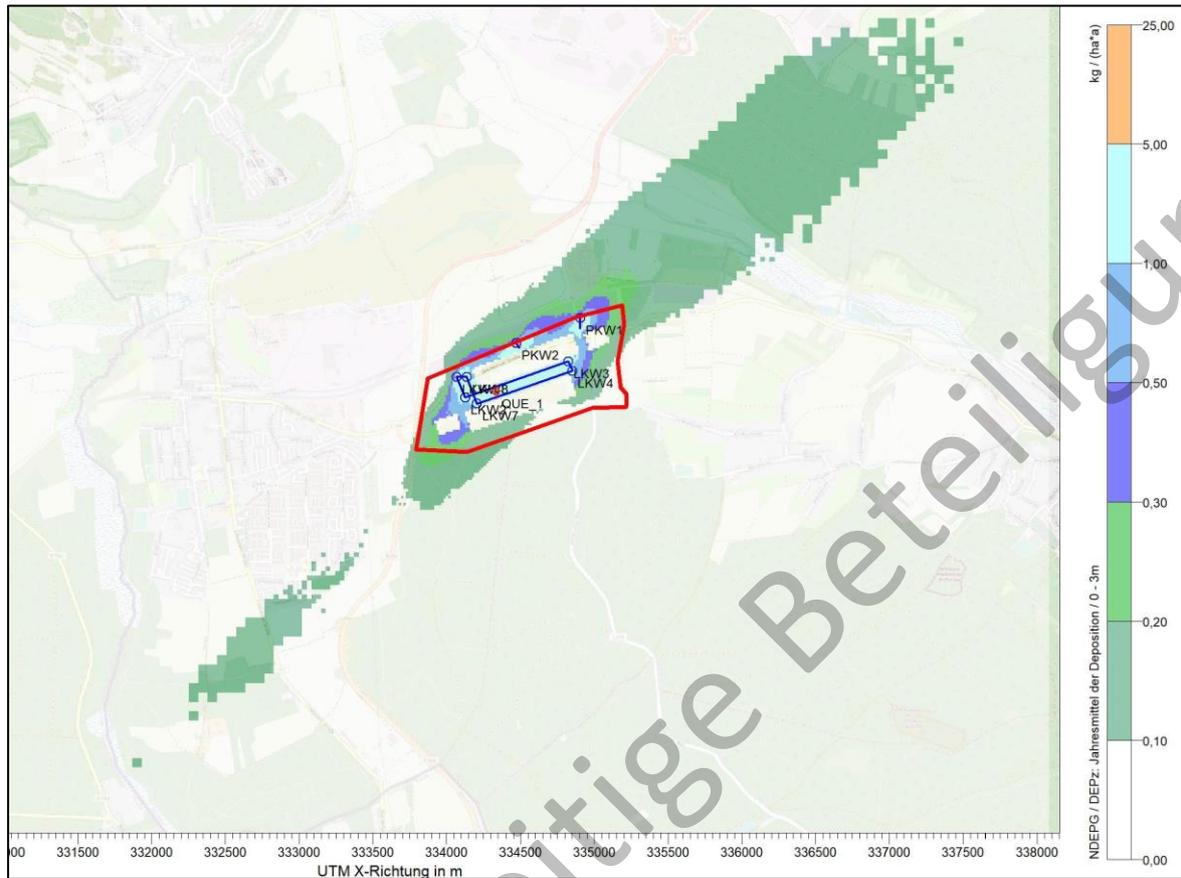 25,00
kg / (ha*a)
5,00
1,00
0,50
0,30
0,20
0,10
0,00
NDEPG / DEPz: Jahresmittel der Deposition / 0 - 3m
PKW1
PKW2
LKW3
LKW4
QUE_1
LKW7
331500
332000
332500
333000
333500
334000
334500
335000
335500
336000
336500
337000
337500
338000
UTM X-Richtung in m
eitige Beteiligun